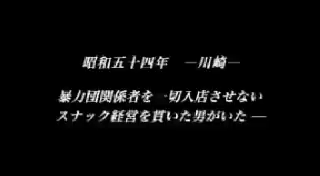 昭和五十四年　―川崎―
暴力団関係者を一切入店させない
スナック経営を貫いた男がいた ―